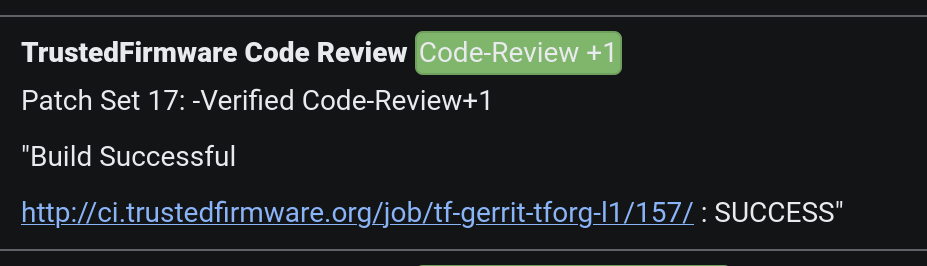 TrustedFirmware Code Review Code-Review +1
Patch Set 17: -Verified Code-Review+1
"Build Successful
http://ci.trustedfirmware.org/job/tf-gerrit-tforg-l1/157/ : SUCCESS"